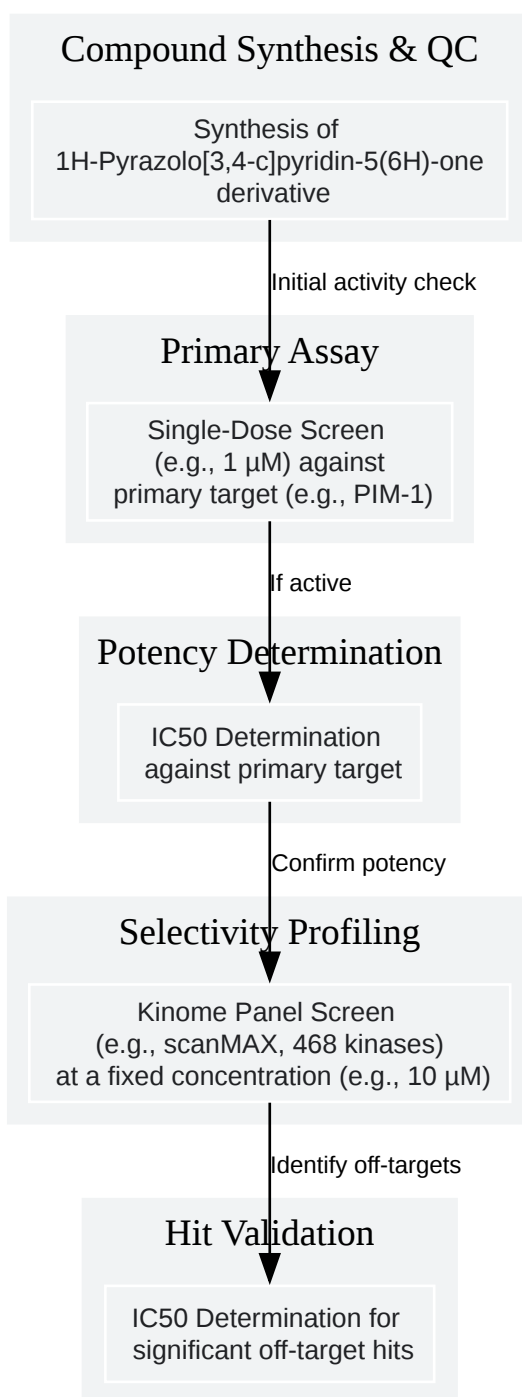 Compound Synthesis & QC
Synthesis of
1H-Pyrazolo[3,4-c]pyridin-5(6H)-one
derivative
Initial activity check
Primary Assay
Single-Dose Screen
(e.g., 1 µM) against
primary target (e.g., PIM-1)
If active
Potency Determination
IC50 Determination
against primary target
Confirm potency
Selectivity Profiling
Kinome Panel Screen
(e.g., scanMAX, 468 kinases)
at a fixed concentration (e.g., 10 µM)
Identify off-targets
Hit Validation
IC50 Determination for
significant off-target hits